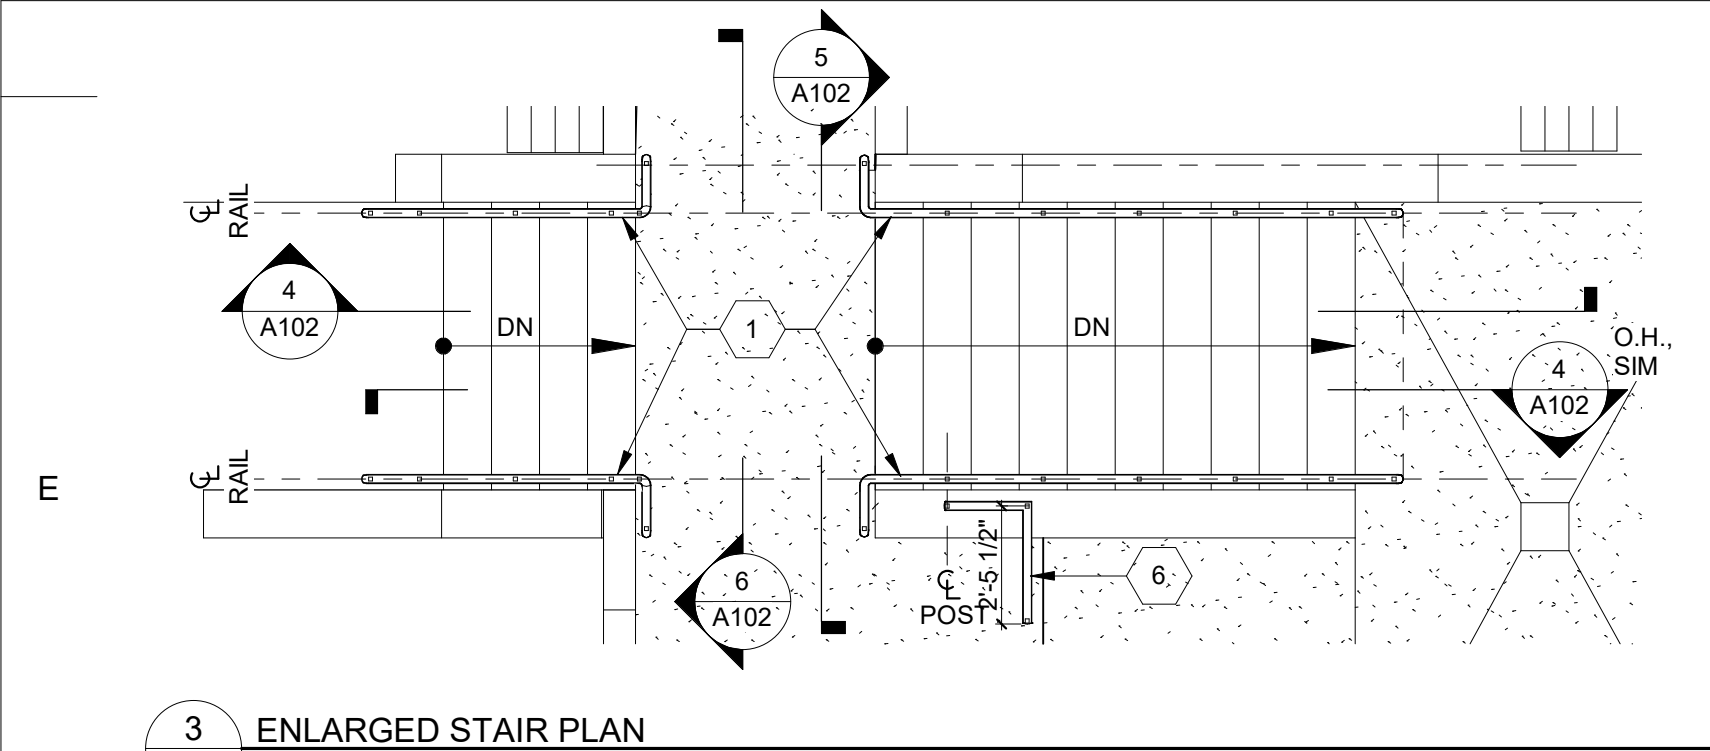 5
A102
℄
RAIL
4
A102
DN
1
DN
O.H.,
SIM
4
A102
℄
RAIL
E
6
A102
℄
POST
2'-5 1/2"
6
3
ENLARGED STAIR PLAN